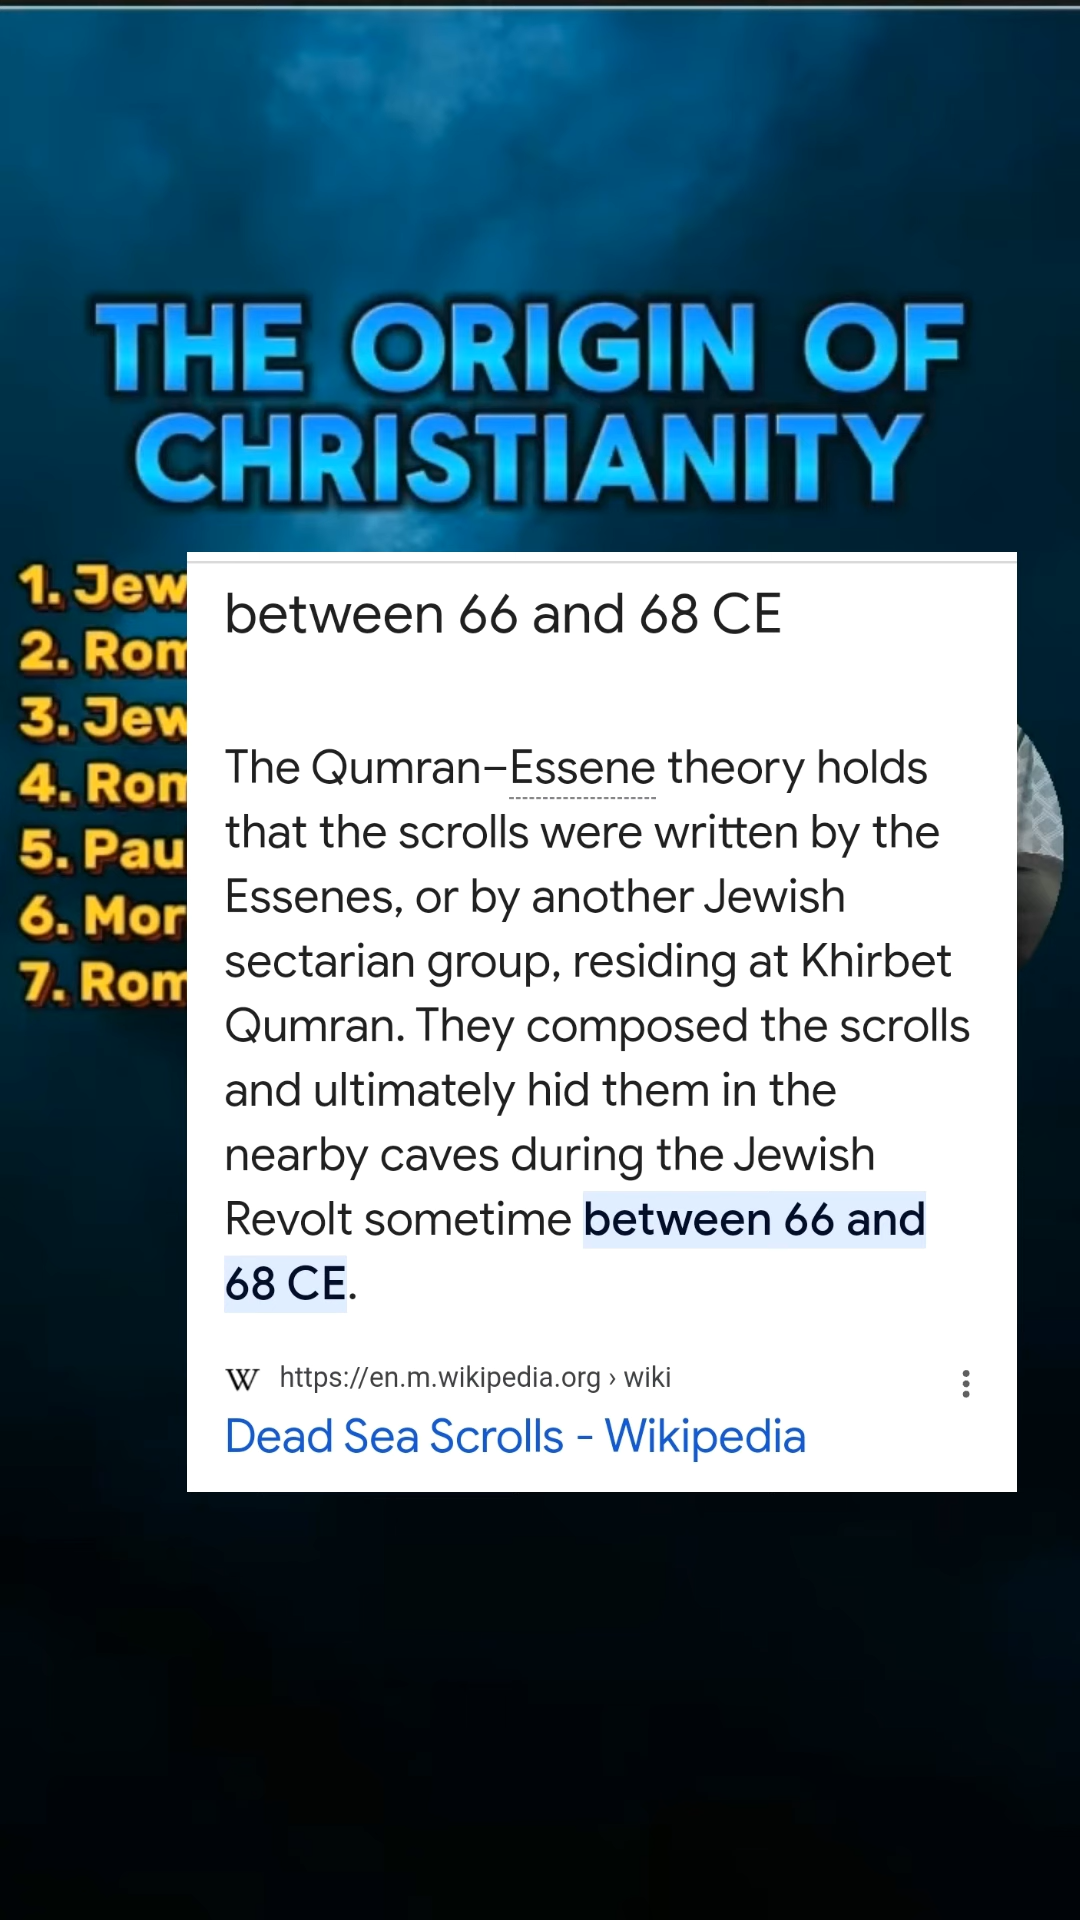 THE ORIGIN OF
CHRISTIANITY
1. Jew
2. Rom
3. Jew
4. Rom
5. Pau
6. Mor
7. Rom
between 66 and 68 CE
The Qumran–Essene theory holds
that the scrolls were written by the
Essenes, or by another Jewish
sectarian group, residing at Khirbet
Qumran. They composed the scrolls
and ultimately hid them in the
nearby caves during the Jewish
Revolt sometime between 66 and
68 CE.
W https://en.m.wikipedia.org › wiki
Dead Sea Scrolls - Wikipedia